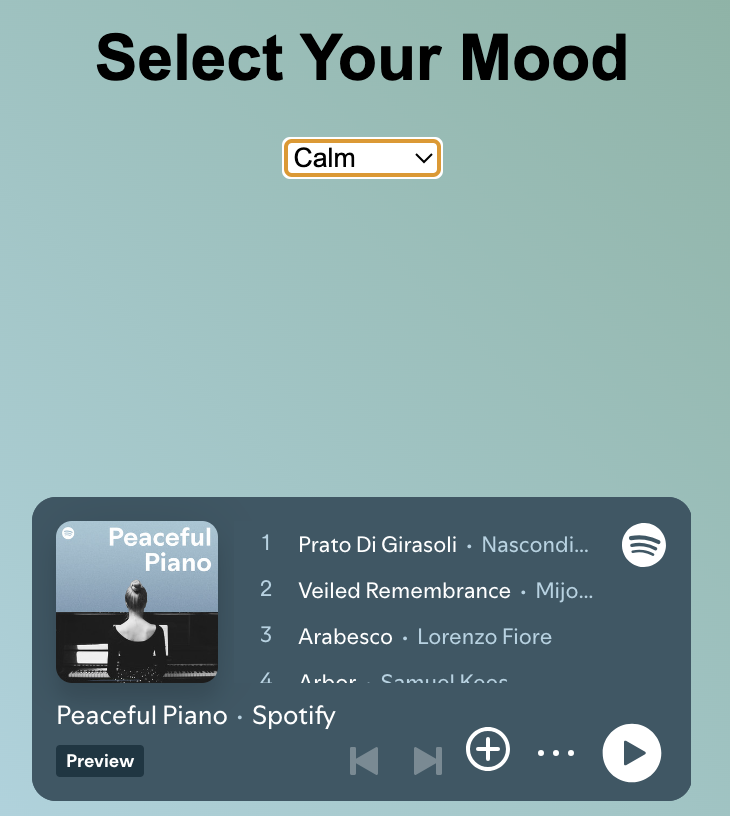 Select Your Mood
Calm
Peaceful
Piano
1 Prato Di Girasoli · Nascondi...
2 Veiled Remembrance · Mijo...
3 Arabesco · Lorenzo Fiore
4 Arbor · Samuel Kees
Peaceful Piano · Spotify
Preview